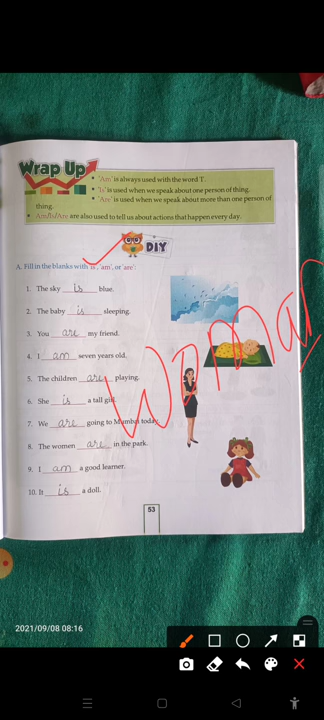 Wrap Up
• 'Am' is always used with the word 'I'.
• 'Is' is used when we speak about one person of thing.
• 'Are' is used when we speak about more than one person of
thing.
• Am/Is/Are are also used to tell us about actions that happen every day.
DIY
A. Fill in the blanks with 'is', 'am', or 'are':
1. The sky is blue.
2. The baby is sleeping.
3. You are my friend.
4. I am seven years old.
5. The children are playing.
6. She is a tall girl.
7. We are going to Mumbai today.
8. The women are in the park.
9. I am a good learner.
10. It is a doll.
Woman
53
2021/09/08 08:16